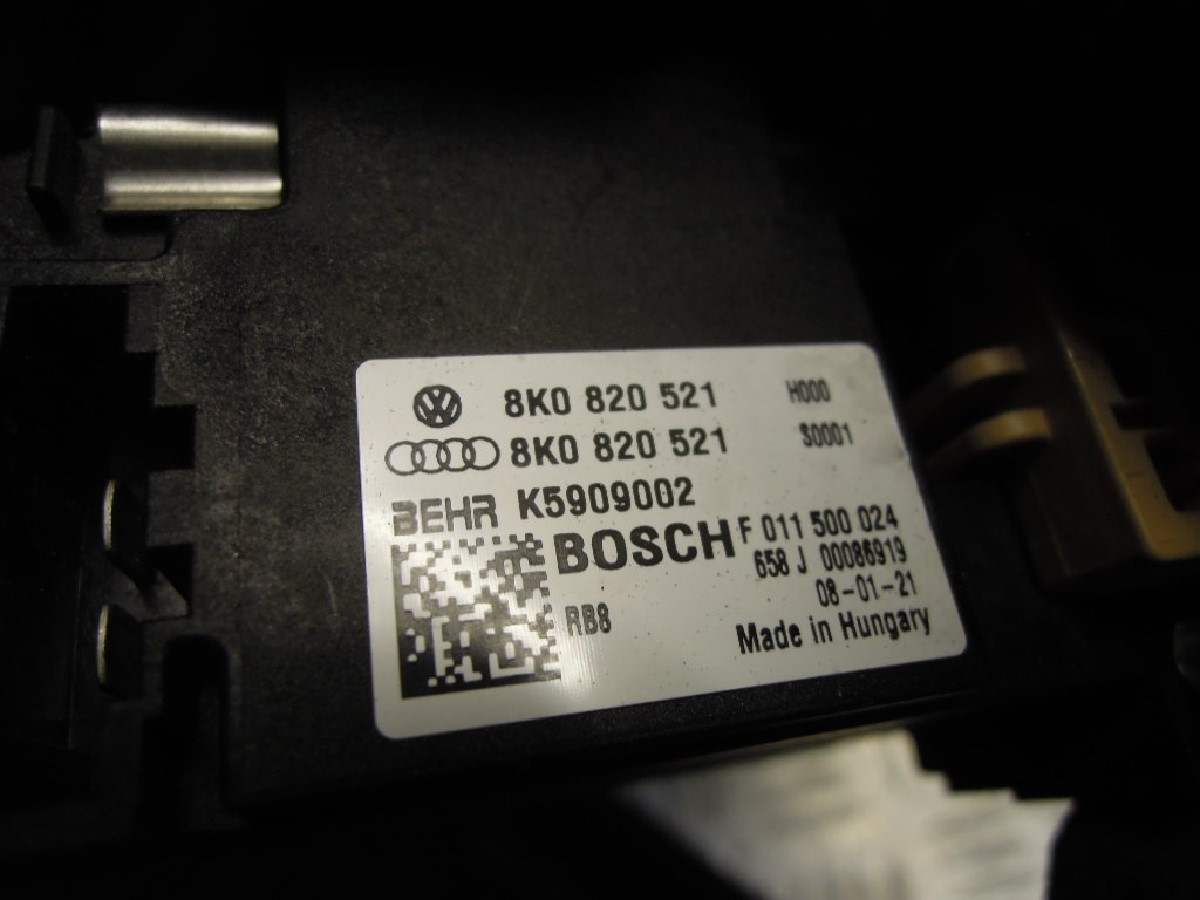 8K0 820 521 H000
8K0 820 521 S0001
BEHR K5909002
BOSCH F 011 500 024
658 J 00086919
08-01-21
RB8
Made in Hungary